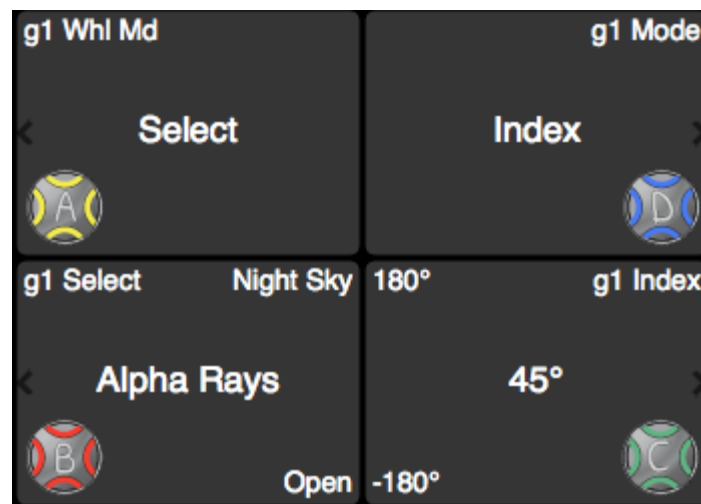 g1 Whl Md
Select
A
g1 Mode
Index
D
g1 Select Night Sky
Alpha Rays
B
Open
180° g1 Index
45°
C
-180°